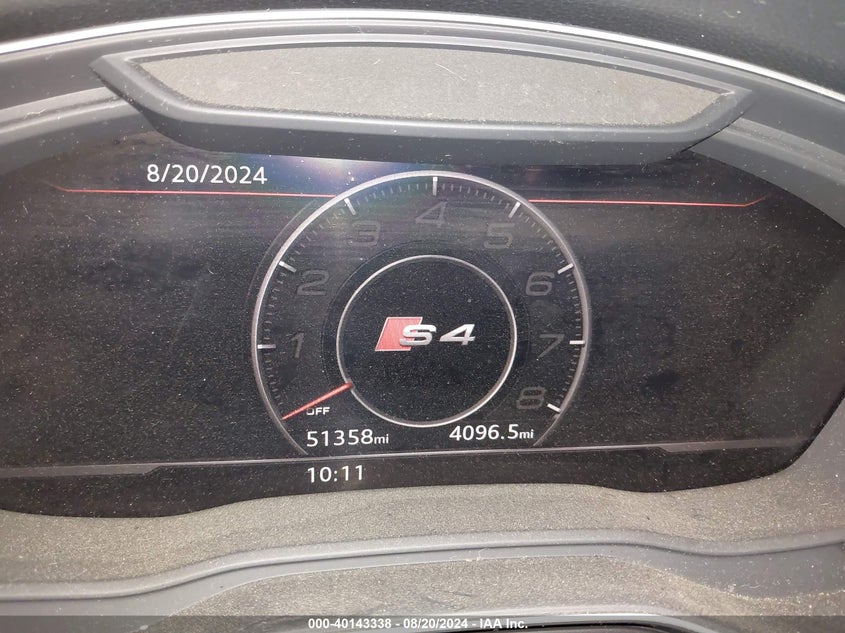 8/20/2024
1 2 3 4 5 6 7 8
S4
OFF
51358mi 4096.5mi
10:11
000-40143338 - 08/20/2024 - IAA Inc.